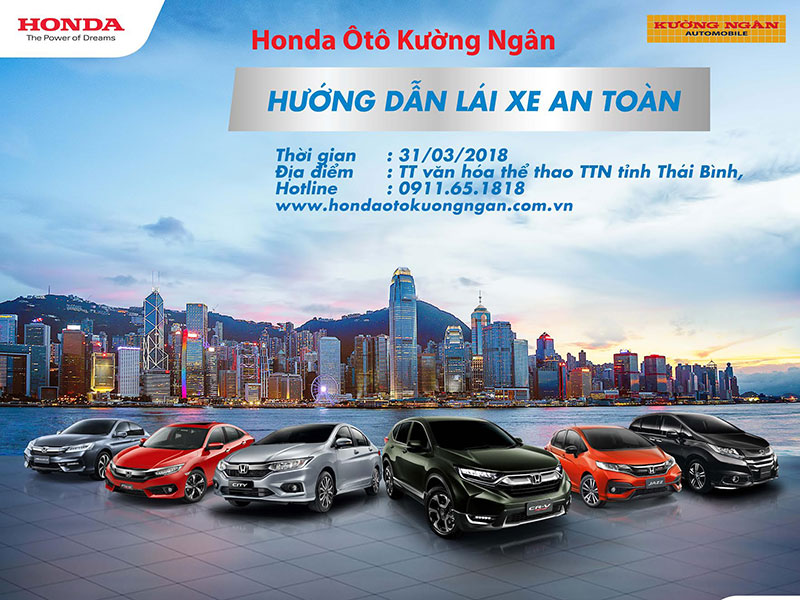 HONDA
The Power of Dreams
KƯỜNG NGÂN
AUTOMOBILE
Honda Ôtô Kường Ngân
HƯỚNG DẪN LÁI XE AN TOÀN
Thời gian : 31/03/2018
Địa điểm : TT văn hóa thể thao TTN tỉnh Thái Bình,
Hotline : 0911.65.1818
www.hondaotokuongngan.com.vn
CITY
CR-V
JAZZ